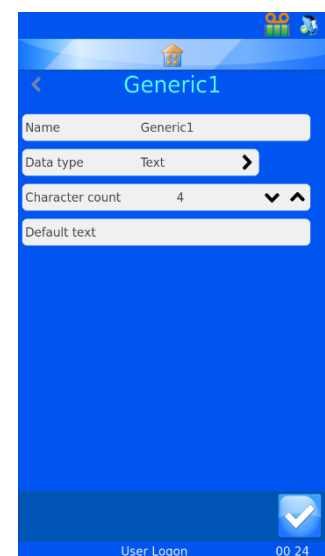 Generic1
Name Generic1
Data type Text
Character count 4
Default text
User Logon 00 24